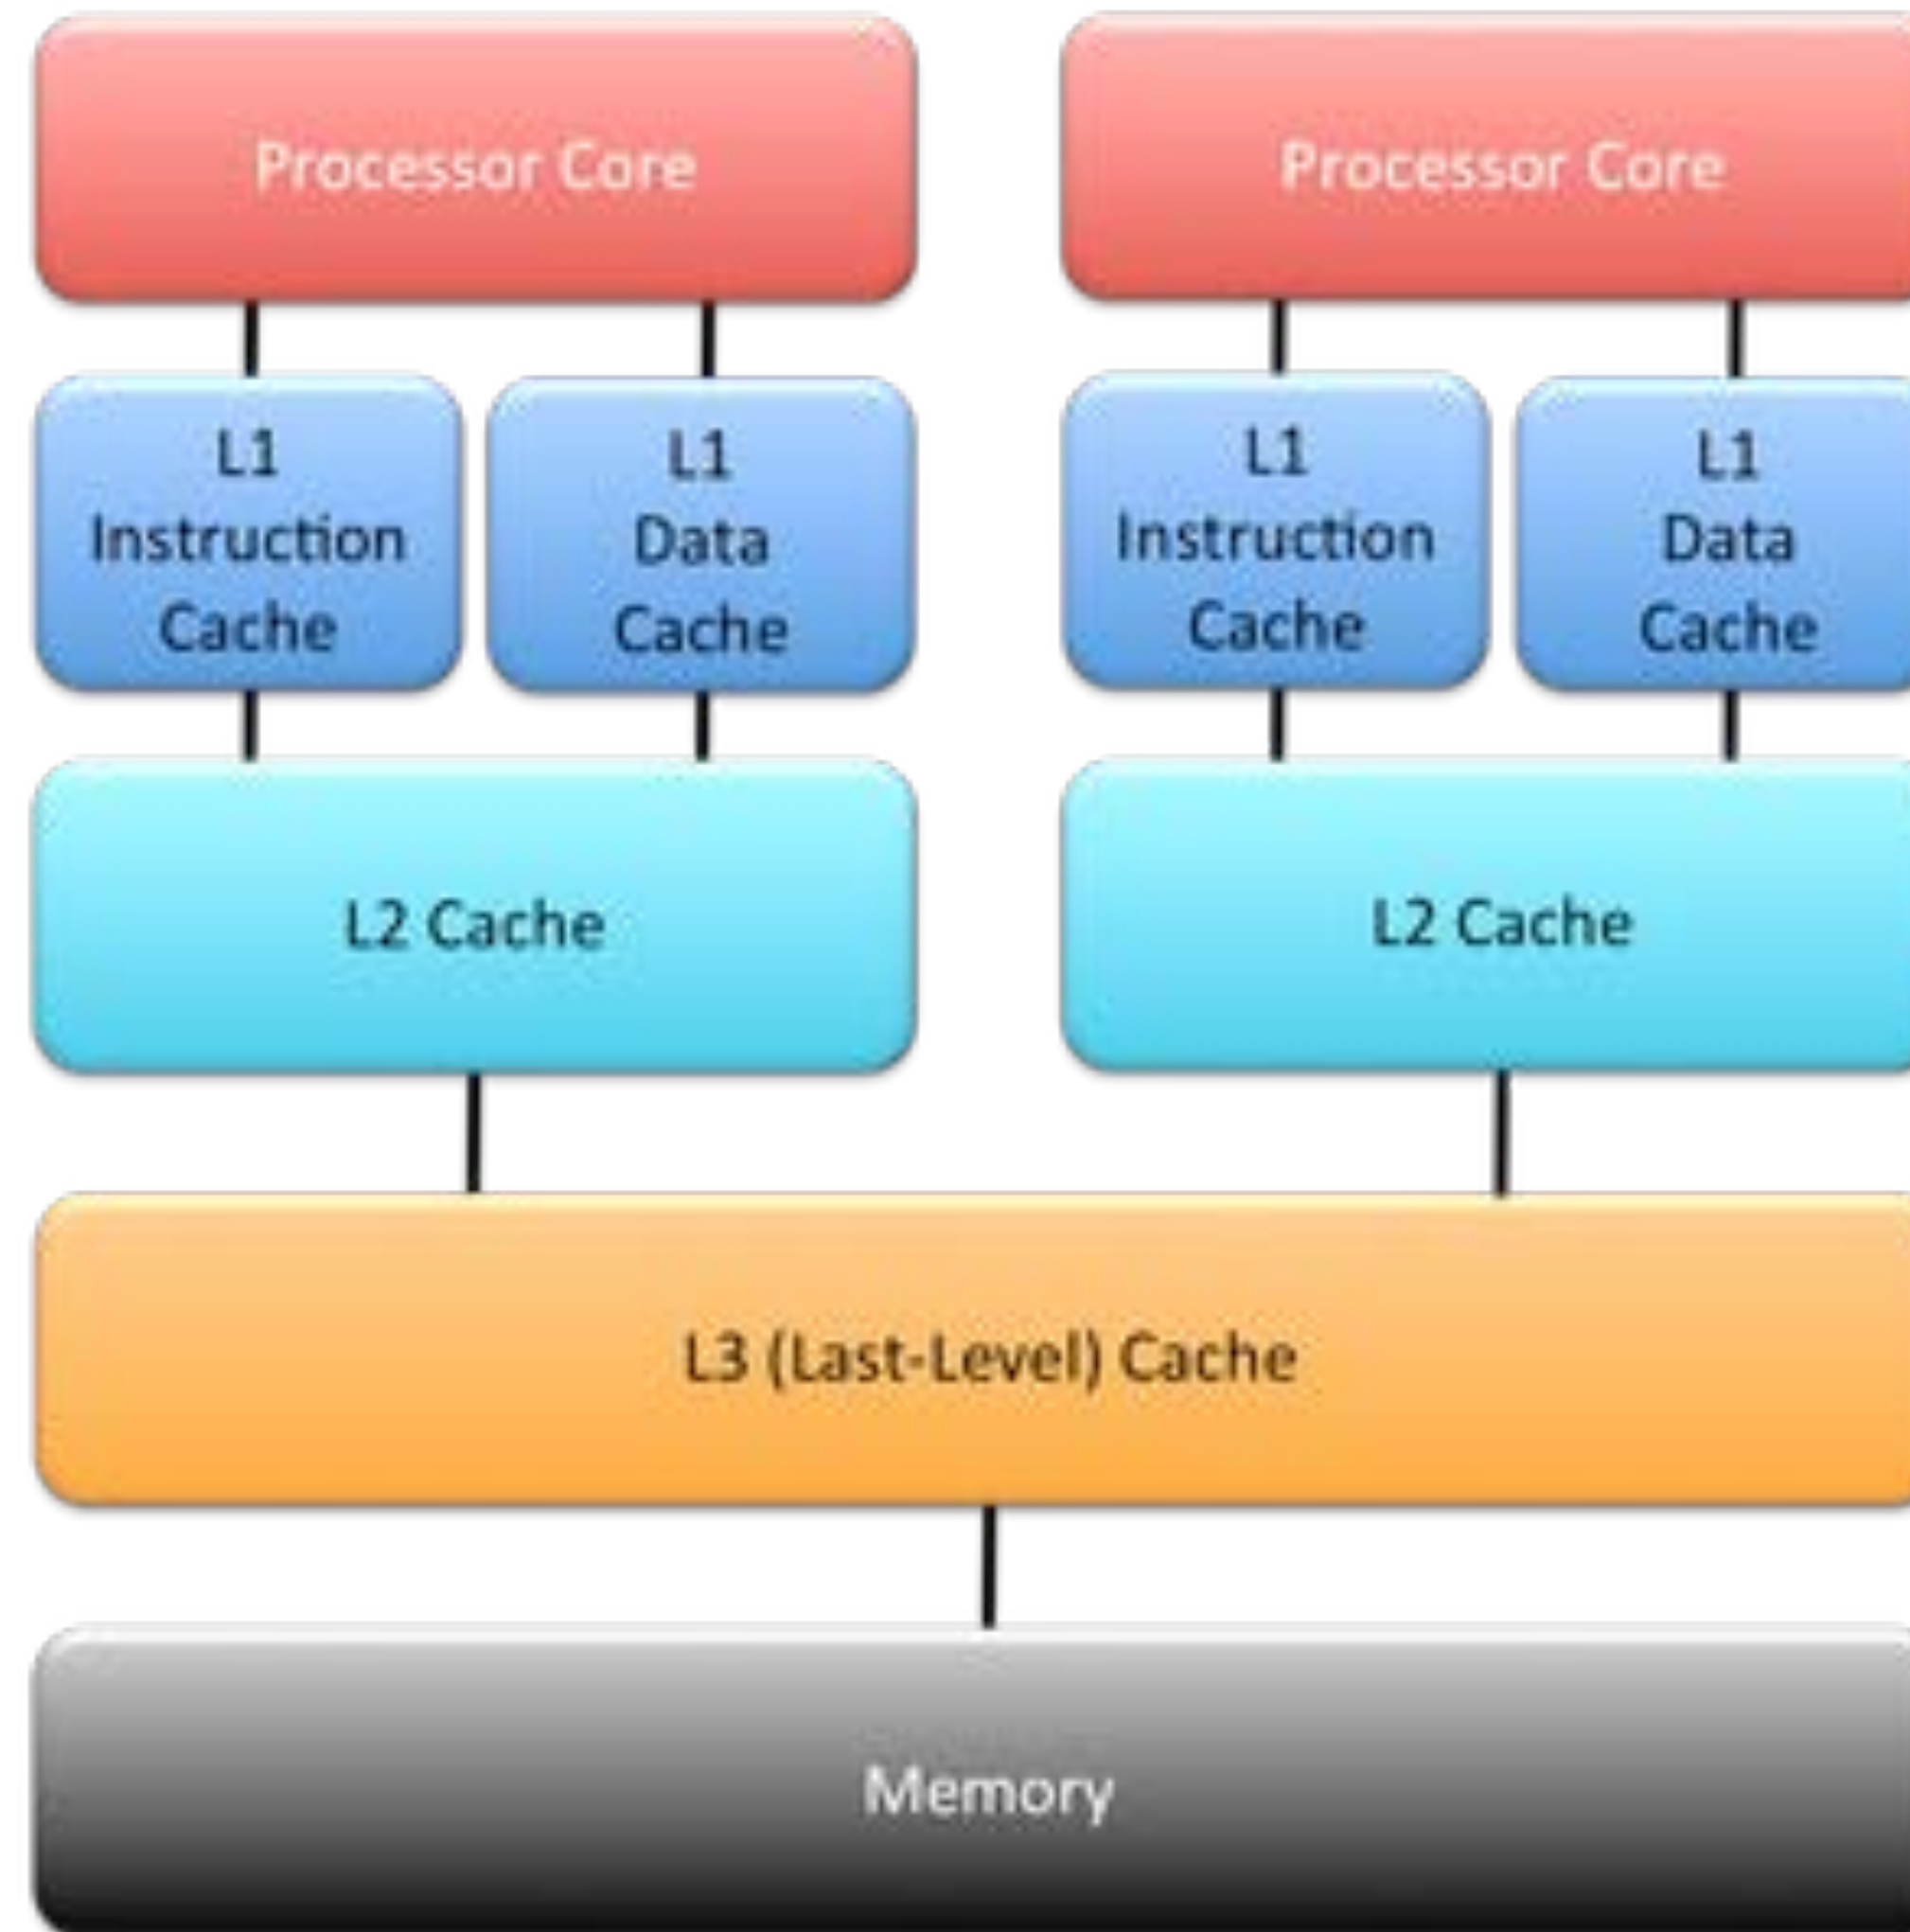 Processor Core
Processor Core
L1
Instruction
Cache
L1
Data
Cache
L1
Instruction
Cache
L1
Data
Cache
L2 Cache
L2 Cache
L3 (Last-Level) Cache
Memory